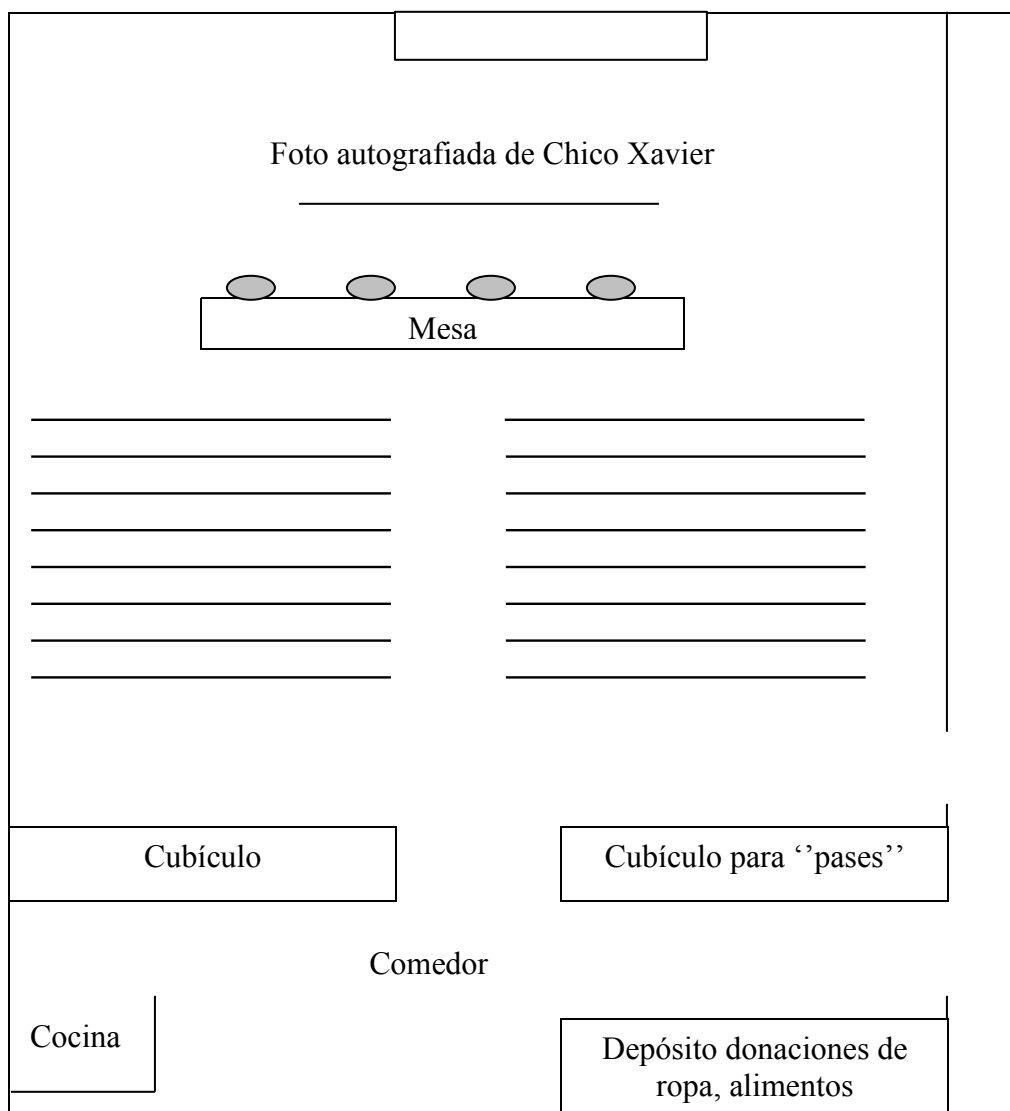 Foto autografiada de Chico Xavier
Mesa
Cubículo
Cubículo para ‘’pases’’
Comedor
Cocina
Depósito donaciones de
ropa, alimentos